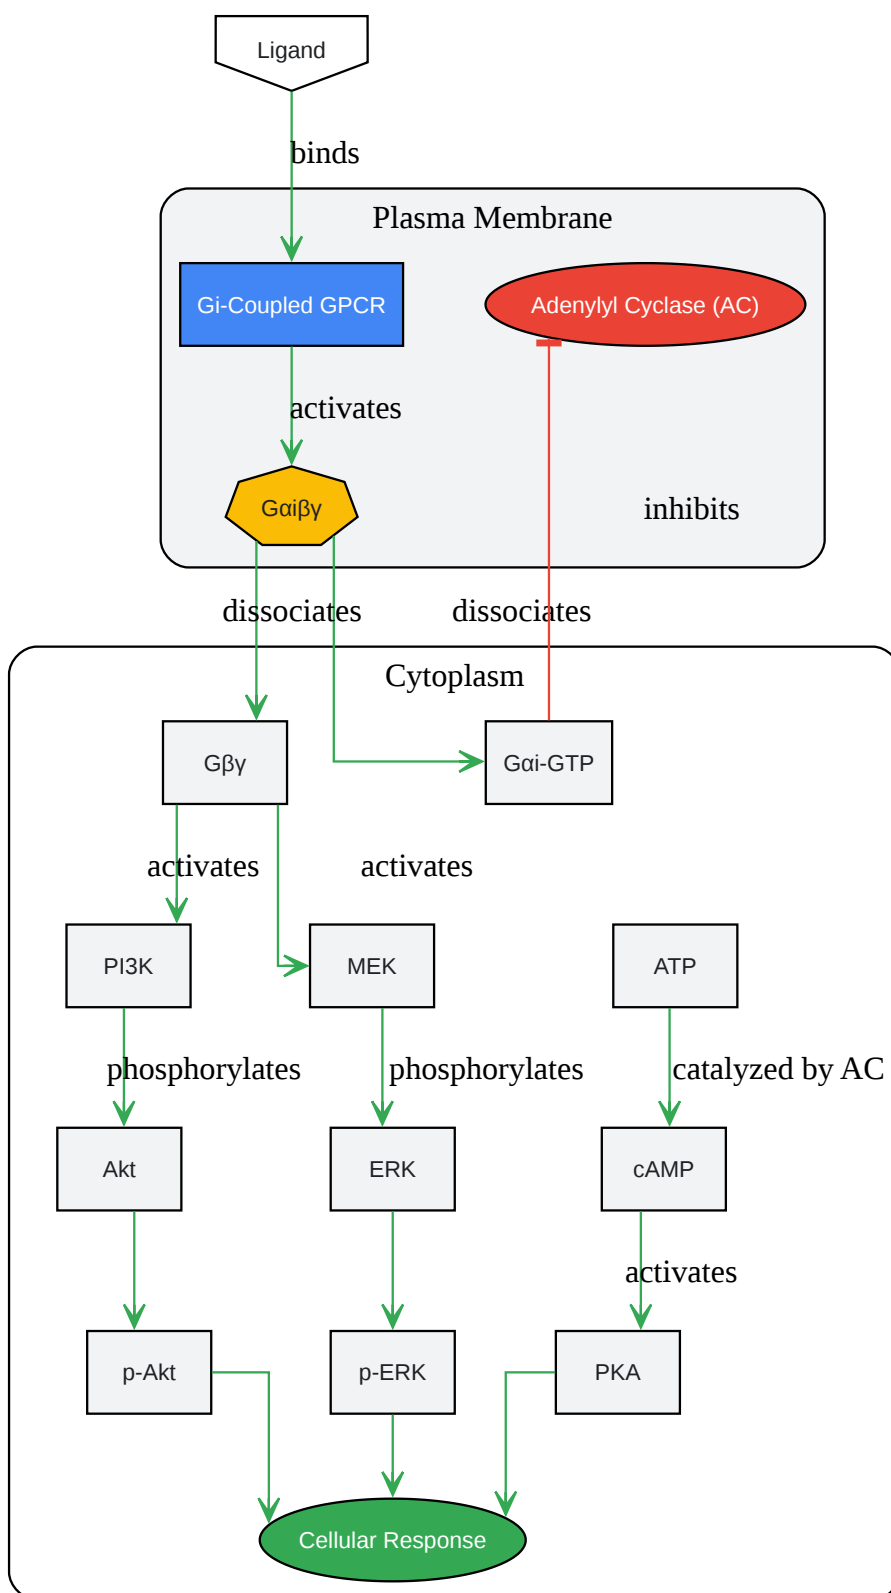 Ligand
binds
Plasma Membrane
Gi-Coupled GPCR
Adenylyl Cyclase (AC)
activates
Gαiβγ
inhibits
dissociates
dissociates
Cytoplasm
Gβγ
Gαi-GTP
activates
activates
PI3K
MEK
ATP
phosphorylates
phosphorylates
catalyzed by AC
Akt
ERK
cAMP
activates
p-Akt
p-ERK
PKA
Cellular Response